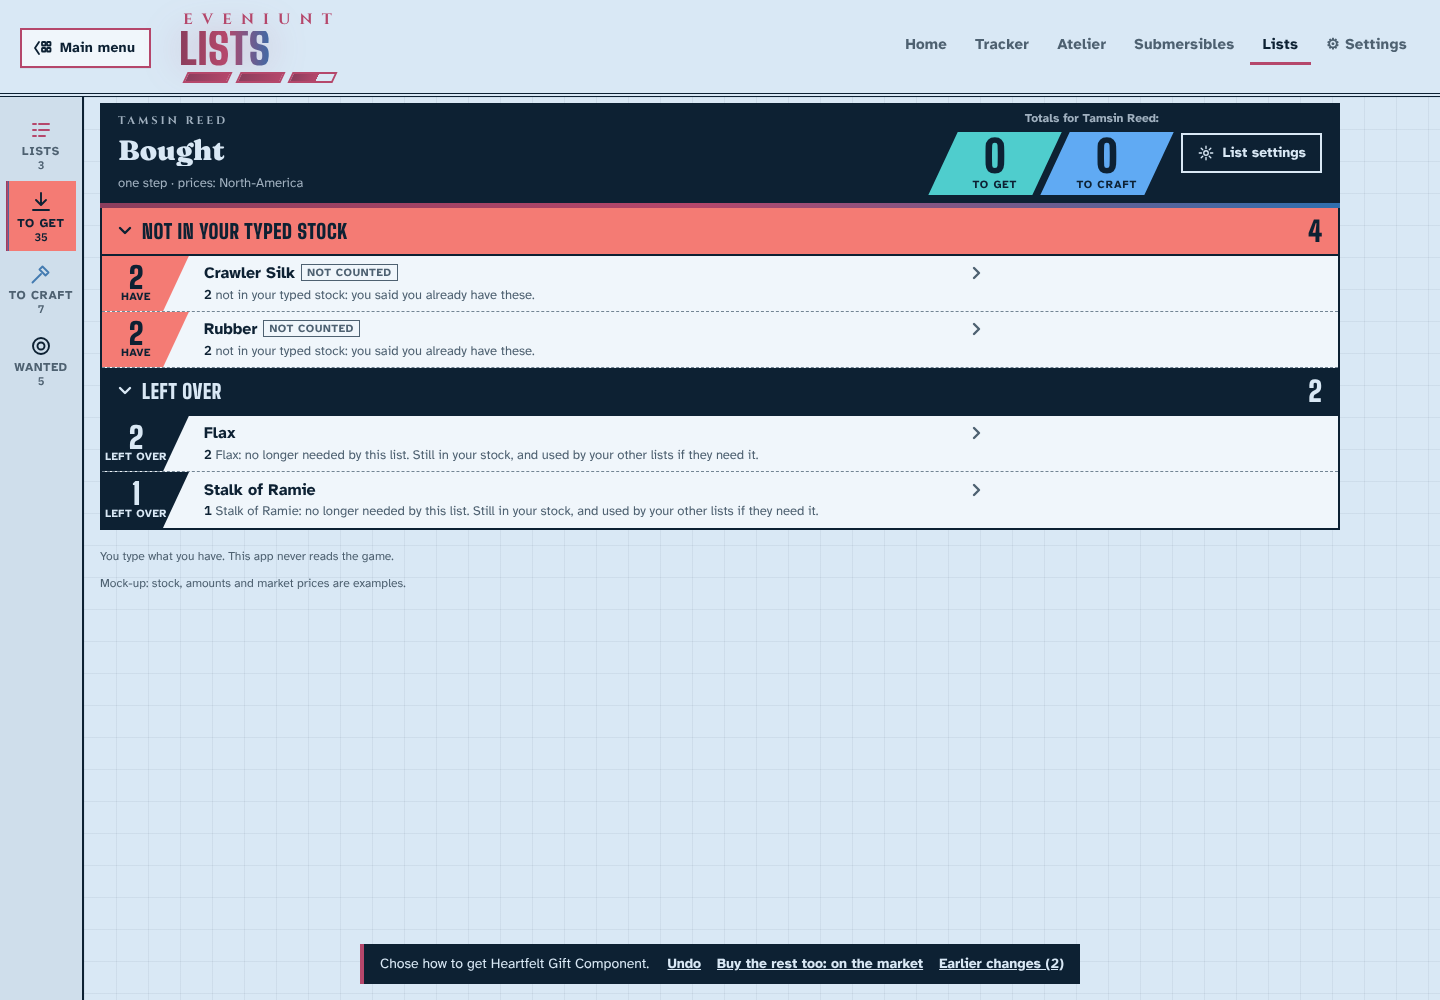 Main menu
EVENIUNT
LISTS
Home
Tracker
Atelier
Submersibles
Lists
Settings
LISTS
3
TO GET
35
TO CRAFT
7
WANTED
5
TAMSIN REED
Bought
one step · prices: North-America
Totals for Tamsin Reed:
0
TO GET
0
TO CRAFT
List settings
NOT IN YOUR TYPED STOCK
4
2
HAVE
Crawler Silk
NOT COUNTED
2 not in your typed stock: you said you already have these.
2
HAVE
Rubber
NOT COUNTED
2 not in your typed stock: you said you already have these.
LEFT OVER
2
2
LEFT OVER
Flax
2 Flax: no longer needed by this list. Still in your stock, and used by your other lists if they need it.
1
LEFT OVER
Stalk of Ramie
1 Stalk of Ramie: no longer needed by this list. Still in your stock, and used by your other lists if they need it.
You type what you have. This app never reads the game.
Mock-up: stock, amounts and market prices are examples.
Chose how to get Heartfelt Gift Component.
Undo
Buy the rest too: on the market
Earlier changes (2)